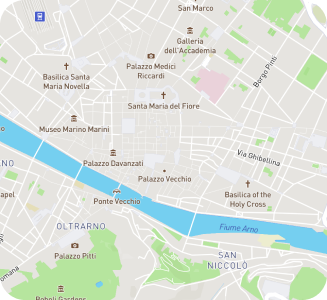 San Marco
Galleria
dell'Accademia
Palazzo Medici
Riccardi
Borgo Pinti
Basilica Santa
Maria Novella
Santa Maria del Fiore
Museo Marino Marini
Via Ghibellina
Palazzo Davanzati
Palazzo Vecchio
Basilica of the
Holy Cross
Ponte Vecchio
OLTRARNO
Fiume Arno
Palazzo Pitti
SAN
NICCOLÒ
Boboli Gardens